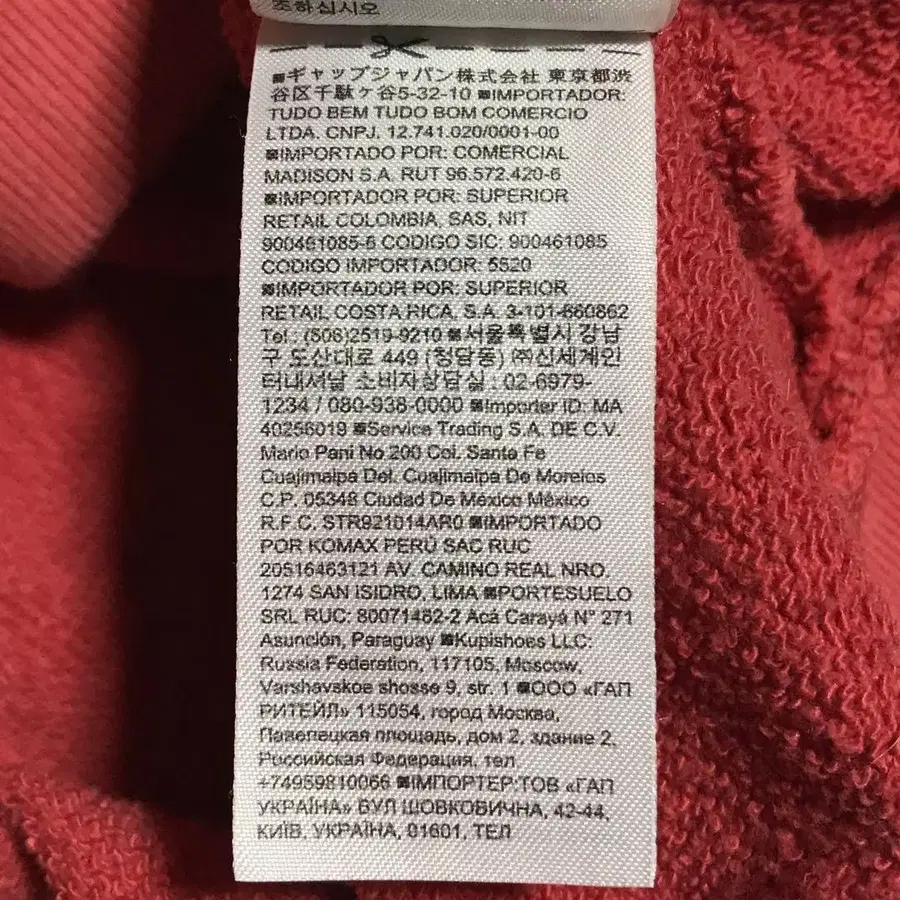 조하십시오
■ギャップジャパン株式会社 東京都渋
谷区千駄ヶ谷5-32-10 ■IMPORTADOR:
TUDO BEM TUDO BOM COMERCIO
LTDA. CNPJ. 12.741.020/0001-00
■IMPORTADO POR: COMERCIAL
MADISON S.A. RUT 96.572.420-6
■IMPORTADOR POR: SUPERIOR
RETAIL COLOMBIA, SAS, NIT
900461085-6 CODIGO SIC: 900461085
CODIGO IMPORTADOR: 5520
■IMPORTADO POR: SUPERIOR
RETAIL COSTA RICA, S.A. 3-101-660862
Tel.: (506)2519-9210 ■서울특별시 강남
구 도산대로 449 (청담동) ㈜신세계인
터내셔날 소비자상담실 : 02-6979-
1234 / 080-938-0000 ■Importer ID: MA
40256019 ■Service Trading S.A. DE C.V.
Mario Pani No 200 Col. Santa Fe
Cuajimalpa Del. Cuajimalpa De Morelos
C.P. 05348 Ciudad De México México
R.F.C. STR921014AR0 ■IMPORTADO
POR KOMAX PERÚ SAC RUC
20516463121 AV. CAMINO REAL NRO.
1274 SAN ISIDRO, LIMA ■PORTESUELO
SRL RUC: 80071482-2 Acá Carayá N° 271
Asunción, Paraguay ■Kupishoes LLC:
Russia Federation, 117105, Moscow,
Varshavskoe shosse 9, str. 1 ■ООО «ГАП
РИТЕЙЛ» 115054, город Москва,
Павелецкая площадь, дом 2, здание 2,
Российская Федерация, тел.
+74959810066 ■ІМПОРТЕР:ТОВ «ГАП
УКРАЇНА» ВУЛ ШОВКОВИЧНА, 42-44,
КИЇВ, УКРАЇНА, 01601, ТЕЛ